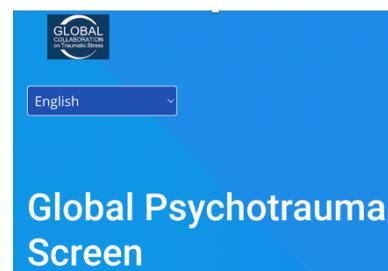 GLOBAL
COLLABORATION
on Traumatic Stress
English
Global Psychotrauma
Screen